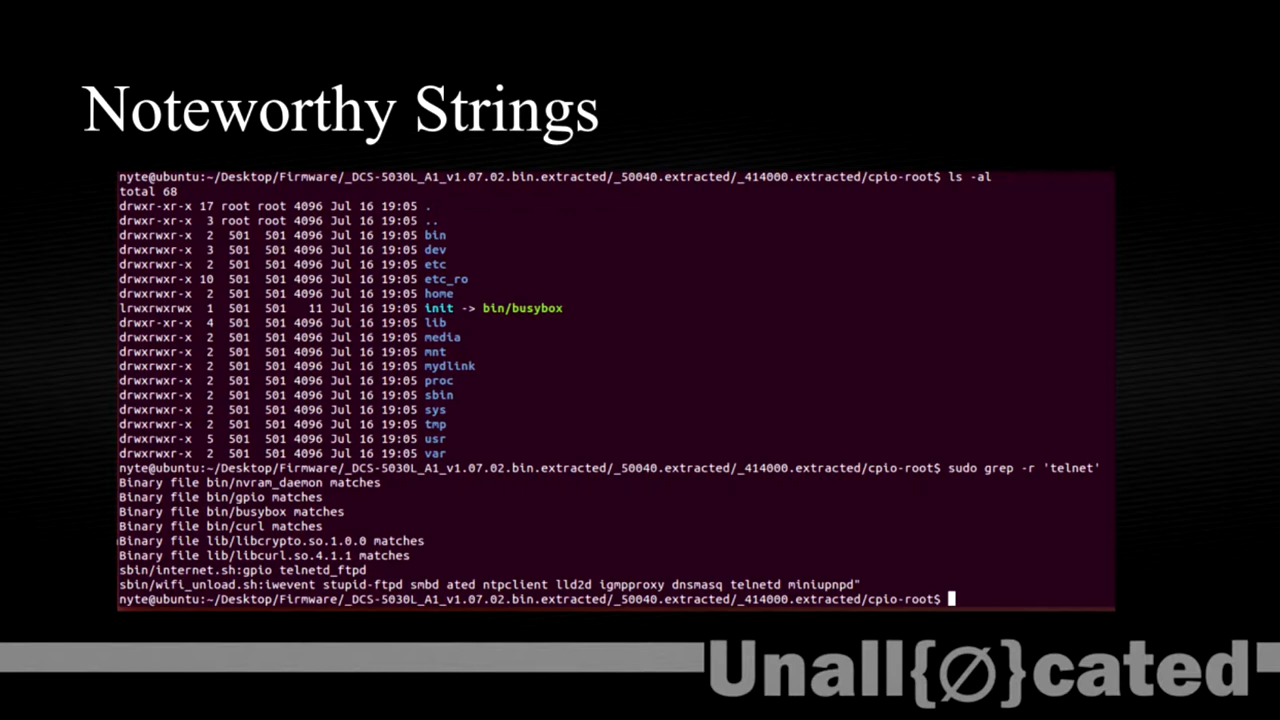 Noteworthy Strings
nyte@ubuntu:~/Desktop/Firmware/_DCS-5030L_A1_v1.07.02.bin.extracted/_50040.extracted/_414000.extracted/cpio-root$ ls -al
total 68
drwxr-xr-x 17 root root 4096 Jul 16 19:05 .
drwxr-xr-x 3 root root 4096 Jul 16 19:05 ..
drwxrwxr-x 2 501 501 4096 Jul 16 19:05 bin
drwxrwxr-x 3 501 501 4096 Jul 16 19:05 dev
drwxrwxr-x 2 501 501 4096 Jul 16 19:05 etc
drwxrwxr-x 10 501 501 4096 Jul 16 19:05 etc_ro
drwxrwxr-x 2 501 501 4096 Jul 16 19:05 home
lrwxrwxrwx 1 501 501 11 Jul 16 19:05 init -> bin/busybox
drwxr-xr-x 4 501 501 4096 Jul 16 19:05 lib
drwxrwxr-x 2 501 501 4096 Jul 16 19:05 media
drwxrwxr-x 2 501 501 4096 Jul 16 19:05 mnt
drwxrwxr-x 2 501 501 4096 Jul 16 19:05 mydlink
drwxrwxr-x 2 501 501 4096 Jul 16 19:05 proc
drwxrwxr-x 2 501 501 4096 Jul 16 19:05 sbin
drwxrwxr-x 2 501 501 4096 Jul 16 19:05 sys
drwxrwxr-x 2 501 501 4096 Jul 16 19:05 tmp
drwxrwxr-x 5 501 501 4096 Jul 16 19:05 usr
drwxrwxr-x 2 501 501 4096 Jul 16 19:05 var
nyte@ubuntu:~/Desktop/Firmware/_DCS-5030L_A1_v1.07.02.bin.extracted/_50040.extracted/_414000.extracted/cpio-root$ sudo grep -r 'telnet'
Binary file bin/nvram_daemon matches
Binary file bin/gpio matches
Binary file bin/busybox matches
Binary file bin/curl matches
Binary file lib/libcrypto.so.1.0.0 matches
Binary file lib/libcurl.so.4.1.1 matches
sbin/internet.sh:gpio telnetd_ftpd
sbin/wifi_unload.sh:iwevent stupid-ftpd smbd ated ntpclient lld2d igmpproxy dnsmasq telnetd miniupnpd"
nyte@ubuntu:~/Desktop/Firmware/_DCS-5030L_A1_v1.07.02.bin.extracted/_50040.extracted/_414000.extracted/cpio-root$
Unall{Ø}cated